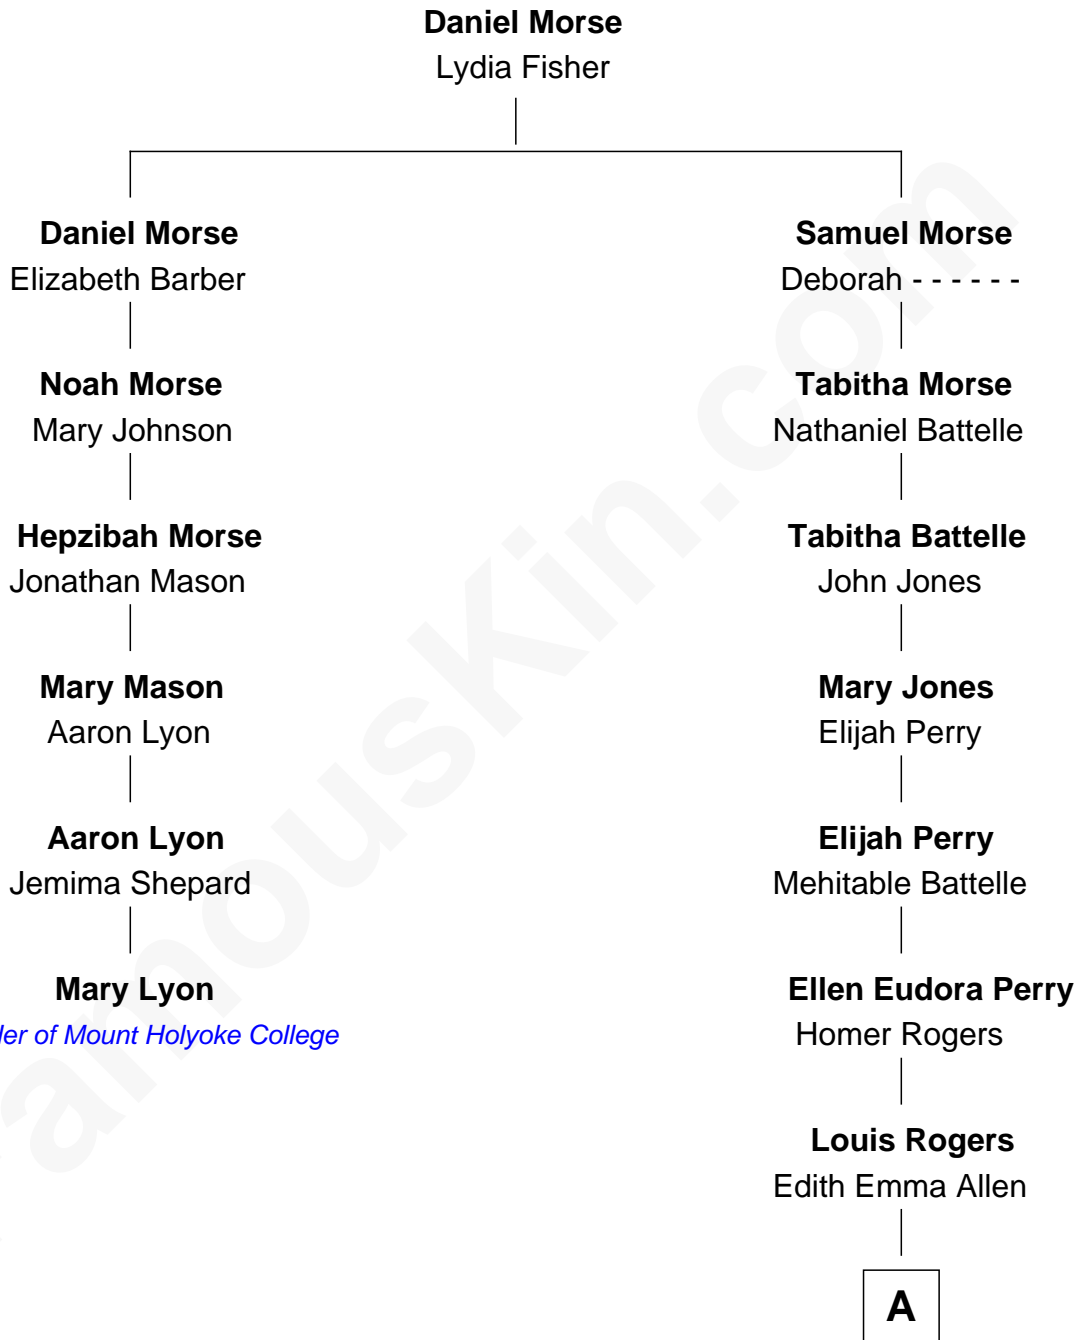 Daniel Morse
Lydia Fisher
Daniel Morse
Elizabeth Barber
Noah Morse
Mary Johnson
Hepzibah Morse
Jonathan Mason
Mary Mason
Aaron Lyon
Aaron Lyon
Jemima Shepard
Mary Lyon
der of Mount Holyoke College
Samuel Morse
Deborah - - - - - -
Tabitha Morse
Nathaniel Battelle
Tabitha Battelle
John Jones
Mary Jones
Elijah Perry
Elijah Perry
Mehitable Battelle
Ellen Eudora Perry
Homer Rogers
Louis Rogers
Edith Emma Allen
A
amousKin.com